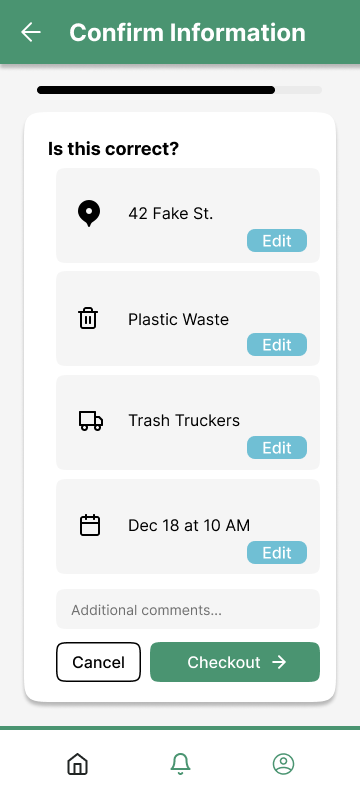 Confirm Information
Is this correct?
42 Fake St.
Edit
Plastic Waste
Edit
Trash Truckers
Edit
Dec 18 at 10 AM
Edit
Additional comments...
Cancel
Checkout